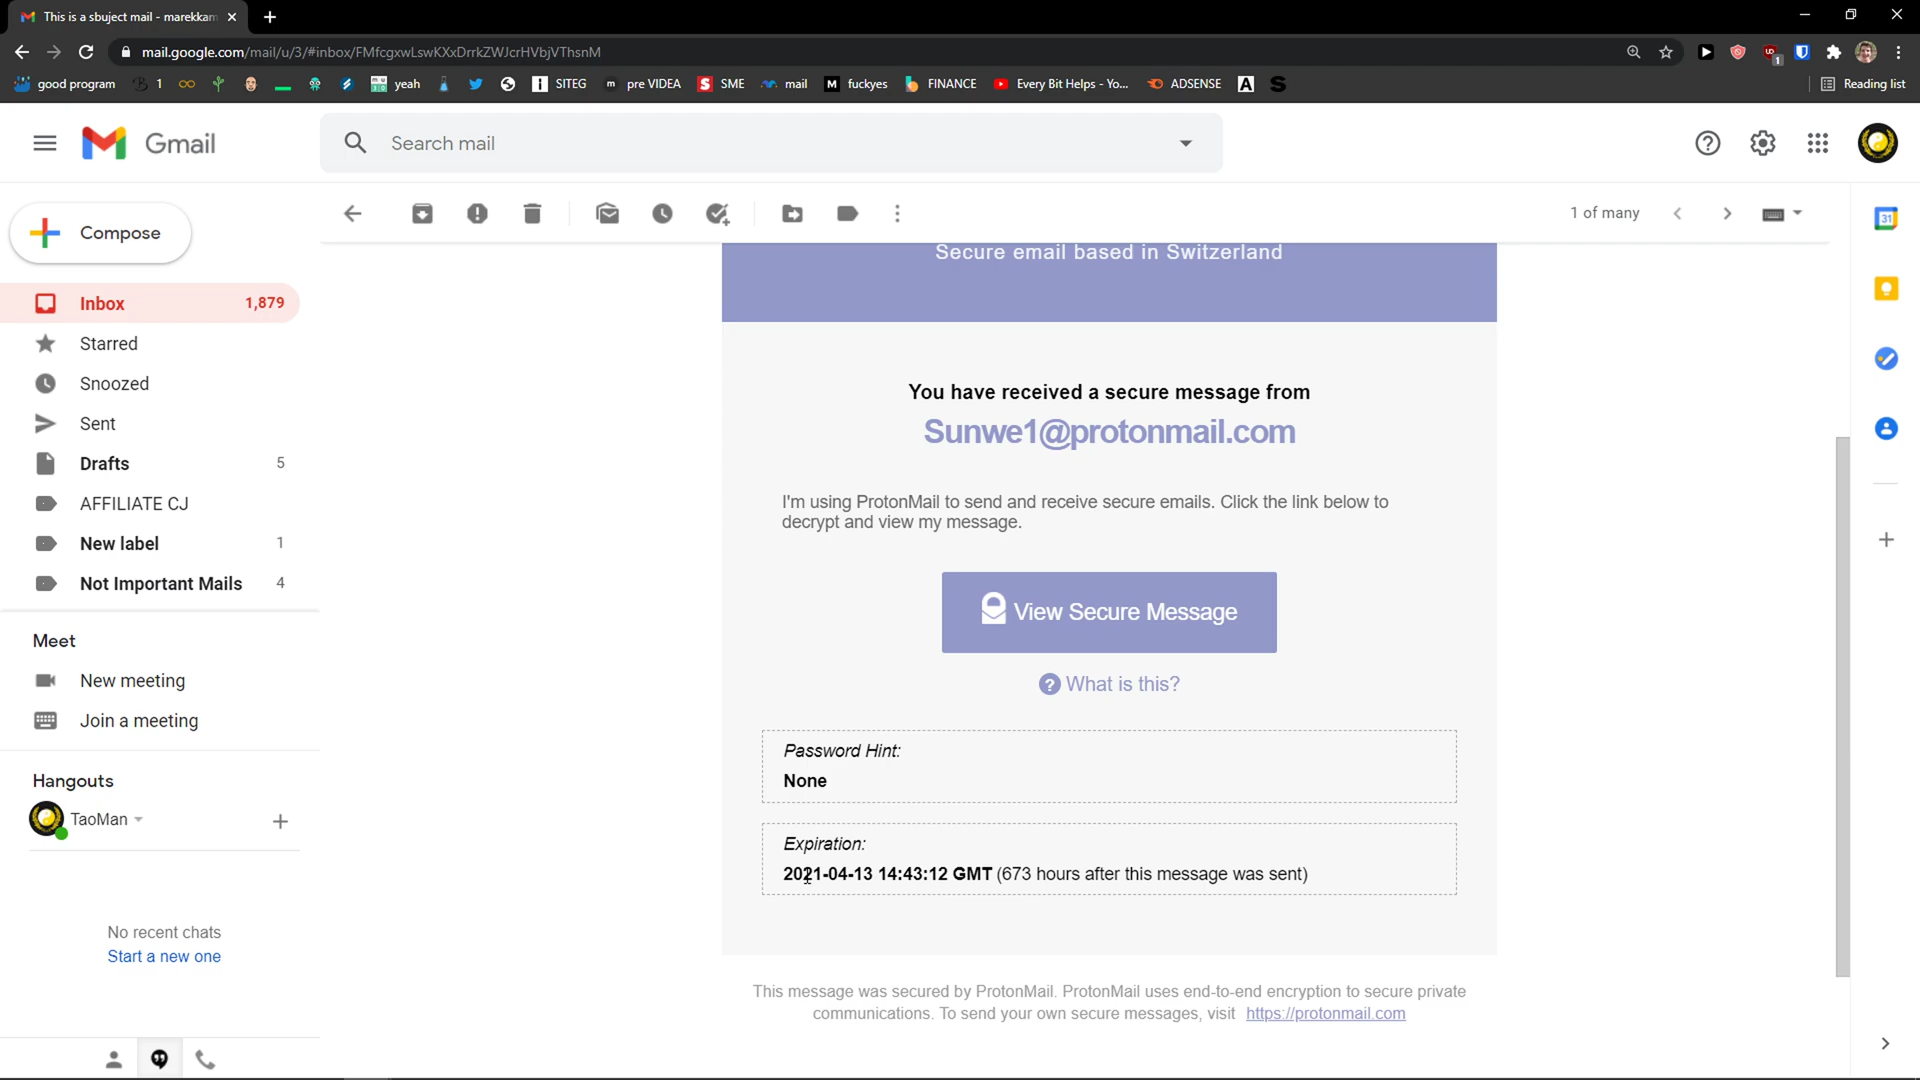 This is a sbuject mail - marekkam
mail.google.com/mail/u/3/#inbox/FMfcgxwLswKXxDrrkZWJcrHVbjVThsnM
good program
1
yeah
SITEG
pre VIDEA
SME
mail
fuckyes
FINANCE
Every Bit Helps - Yo...
ADSENSE
Reading list
Gmail
Search mail
Compose
1 of many
Inbox 1,879
Starred
Snoozed
Sent
Drafts 5
AFFILIATE CJ
New label 1
Not Important Mails 4
Meet
New meeting
Join a meeting
Hangouts
TaoMan
No recent chats
Start a new one
Secure email based in Switzerland
You have received a secure message from
Sunwe1@protonmail.com
I'm using ProtonMail to send and receive secure emails. Click the link below to
decrypt and view my message.
View Secure Message
What is this?
Password Hint:
None
Expiration:
2021-04-13 14:43:12 GMT (673 hours after this message was sent)
This message was secured by ProtonMail. ProtonMail uses end-to-end encryption to secure private
communications. To send your own secure messages, visit https://protonmail.com